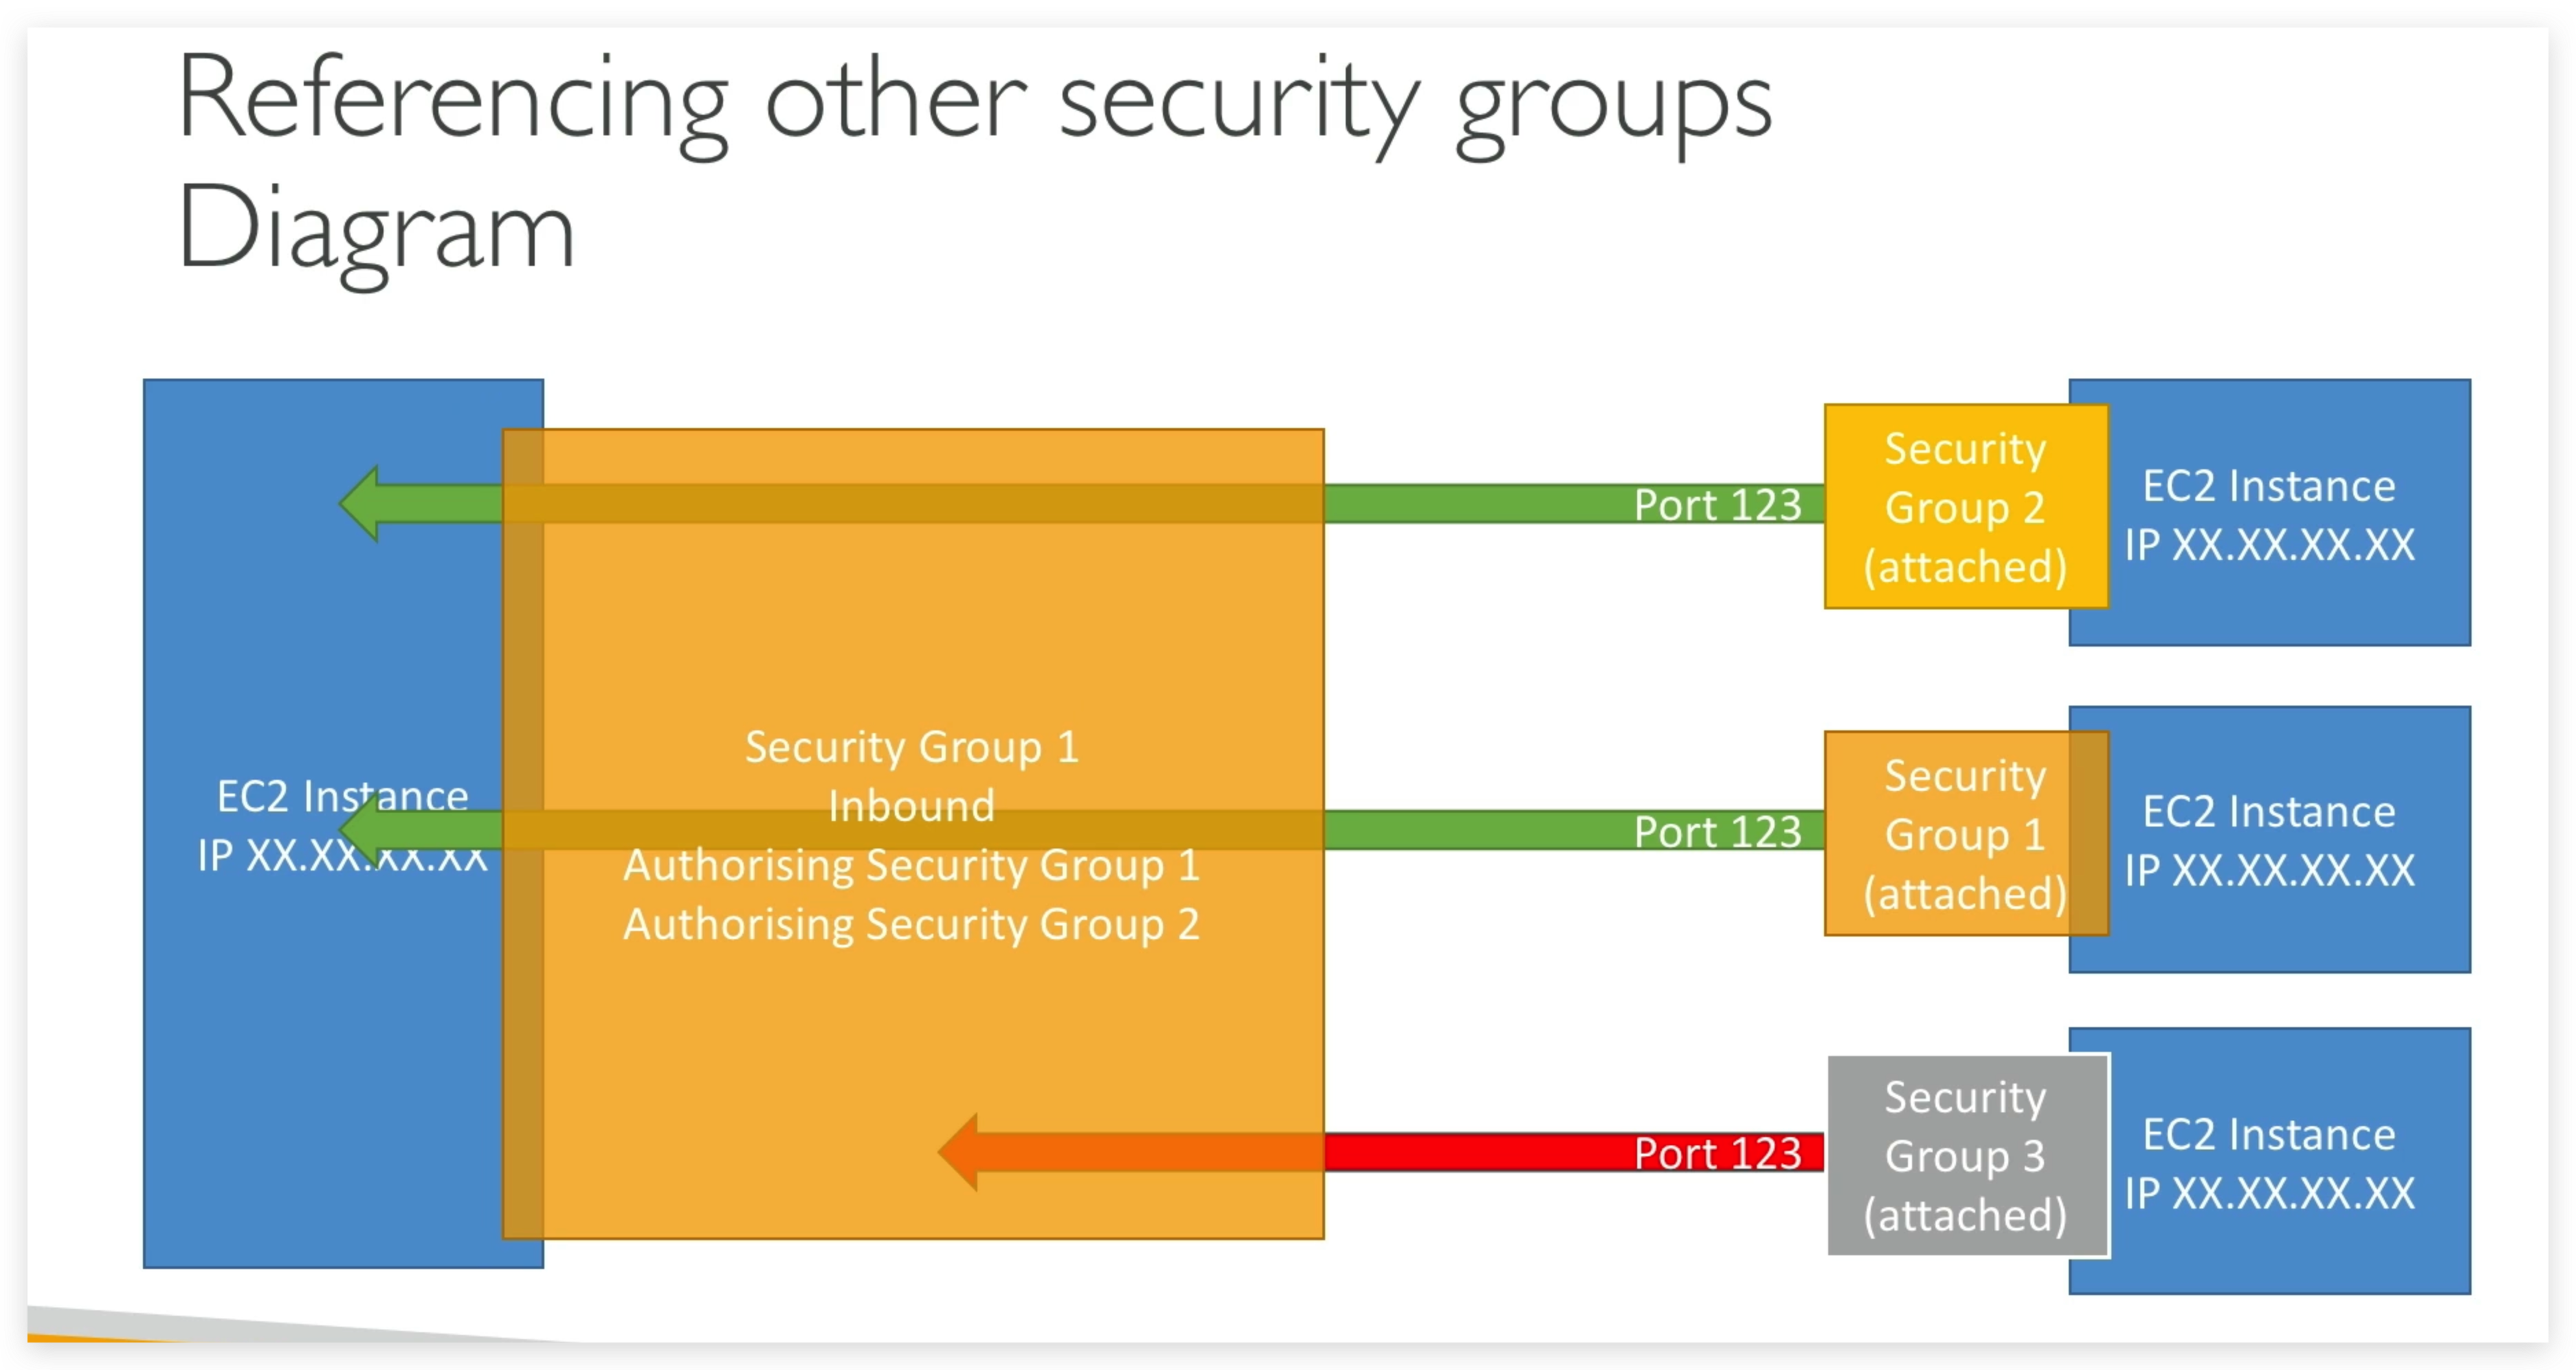 Referencing other security groups
Diagram
EC2 Instance
IP XX.XX.XX.XX
Security Group 1
Inbound
Authorising Security Group 1
Authorising Security Group 2
Port 123
Security
Group 2
(attached)
EC2 Instance
IP XX.XX.XX.XX
Port 123
Security
Group 1
(attached)
EC2 Instance
IP XX.XX.XX.XX
Port 123
Security
Group 3
(attached)
EC2 Instance
IP XX.XX.XX.XX